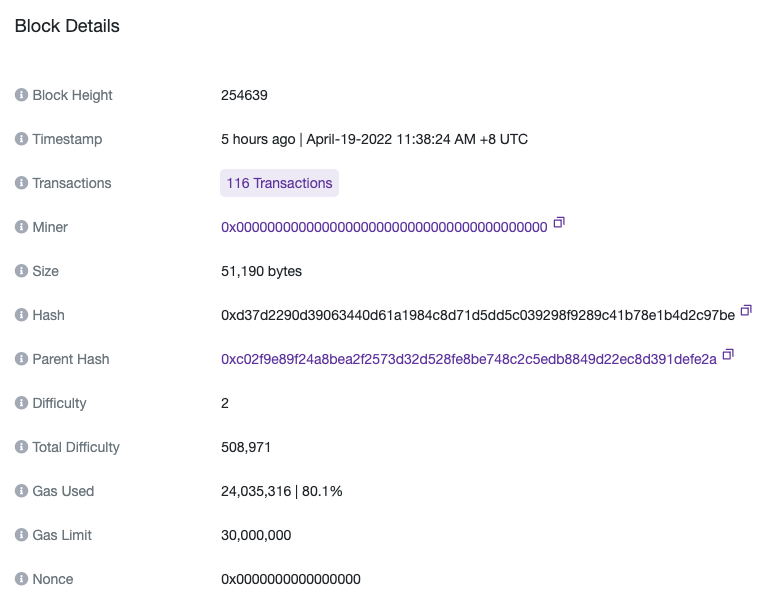 Block Details
Block Height 254639
Timestamp 5 hours ago | April-19-2022 11:38:24 AM +8 UTC
Transactions 116 Transactions
Miner 0x0000000000000000000000000000000000000000
Size 51,190 bytes
Hash 0xd37d2290d39063440d61a1984c8d71d5dd5c039298f9289c41b78e1b4d2c97be
Parent Hash 0xc02f9e89f24a8bea2f2573d32d528fe8be748c2c5edb8849d22ec8d391defe2a
Difficulty 2
Total Difficulty 508,971
Gas Used 24,035,316 | 80.1%
Gas Limit 30,000,000
Nonce 0x0000000000000000